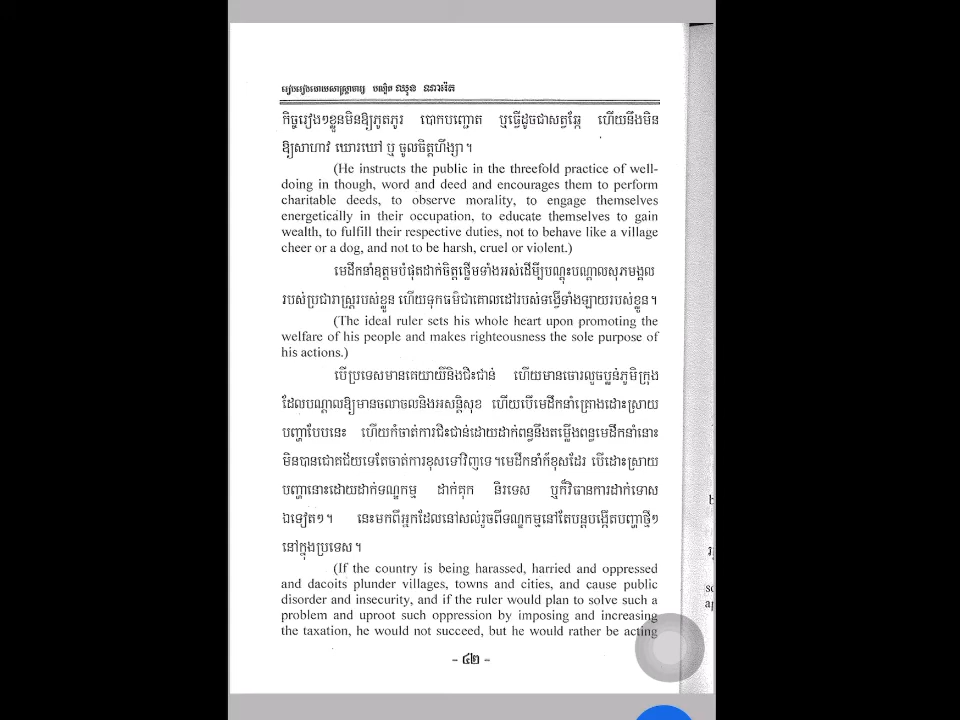 រៀបរៀងដោយសាស្ត្រាចារ្យ បណ្ឌិត ឈុន ណារ៉េត
កិច្ចរៀងៗខ្លួនមិនឱ្យភូតភូរ បោកបញ្ឆោត ឬធ្វើដូចជាសត្វឆ្កែ ហើយនឹងមិន
ឱ្យសាហាវ ឃោរឃៅ ឬ ចូលចិត្តហឹង្សា។
(He instructs the public in the threefold practice of well-
doing in though, word and deed and encourages them to perform
charitable deeds, to observe morality, to engage themselves
energetically in their occupation, to educate themselves to gain
wealth, to fulfill their respective duties, not to behave like a village
cheer or a dog, and not to be harsh, cruel or violent.)
មេដឹកនាំឧត្តមបំផុតដាក់ចិត្តថ្លើមទាំងអស់ដើម្បីបណ្តុះបណ្តាលសុភមង្គល
របស់ប្រជារាស្ត្ររបស់ខ្លួន ហើយទុកធម៌ជាគោលដៅរបស់ទង្វើទាំងឡាយរបស់ខ្លួន។
(The ideal ruler sets his whole heart upon promoting the
welfare of his people and makes righteousness the sole purpose of
his actions.)
បើប្រទេសមានគេយាយីនិងជិះជាន់ ហើយមានចោរលួចប្លន់ភូមិក្រុង
ដែលបណ្តាលឱ្យមានចលាចលនិងអសន្តិសុខ ហើយបើមេដឹកនាំគ្រោងដោះស្រាយ
បញ្ហាបែបនេះ ហើយកំចាត់ការជិះជាន់ដោយដាក់ពន្ធនឹងតម្លើងពន្ធមេដឹកនាំនោះ
មិនបានជោគជ័យទេតែចាត់ការខុសទៅវិញទេ។មេដឹកនាំក៏ខុសដែរ បើដោះស្រាយ
បញ្ហានោះដោយដាក់ទណ្ឌកម្ម ដាក់គុក និរទេស ឬក៏វិធានការដាក់ទោស
ឯទៀតៗ។ នេះមកពីអ្នកដែលនៅសល់រួចពីទណ្ឌកម្មនៅតែបន្តបង្កើតបញ្ហាថ្មីៗ
នៅក្នុងប្រទេស។
(If the country is being harassed, harried and oppressed
and dacoits plunder villages, towns and cities, and cause public
disorder and insecurity, and if the ruler would plan to solve such a
problem and uproot such oppression by imposing and increasing
the taxation, he would not succeed, but he would rather be acting
- ៤២ -